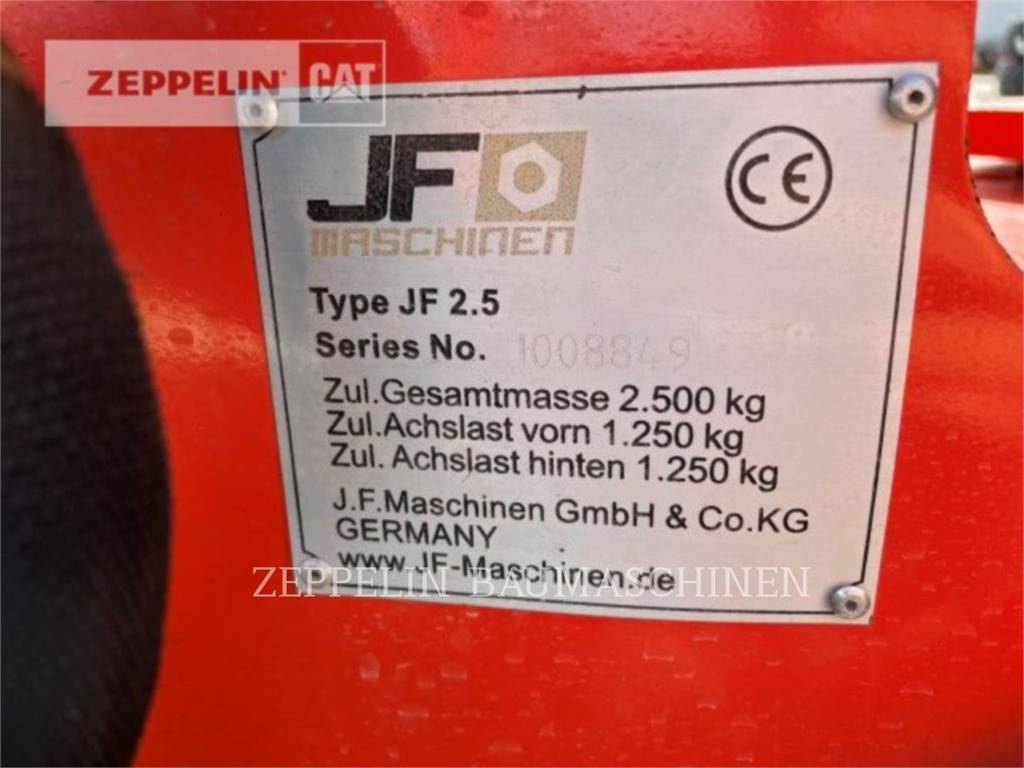 ZEPPELIN CAT
JF
MASCHINEN
CE
Type JF 2.5
Series No. 1008849
Zul.Gesamtmasse 2.500 kg
Zul.Achslast vorn 1.250 kg
Zul. Achslast hinten 1.250 kg
J.F.Maschinen GmbH & Co.KG
GERMANY
www.JF-Maschinen.de
ZEPPELIN BAUMASCHINEN